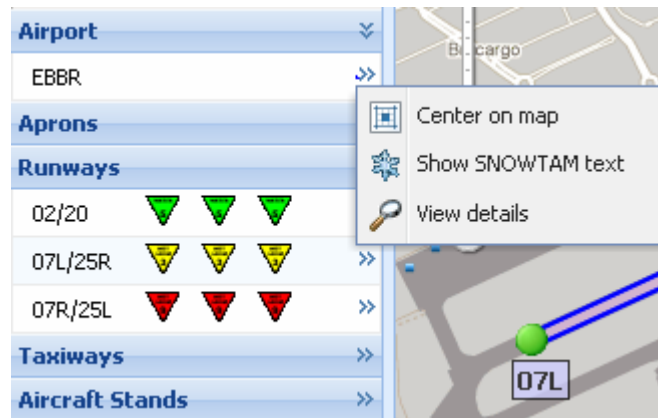 Airport
EBBR
Aprons
Runways
02/20
07L/25R
07R/25L
Taxiways
Aircraft Stands
Center on map
Show SNOWTAM text
View details
07L